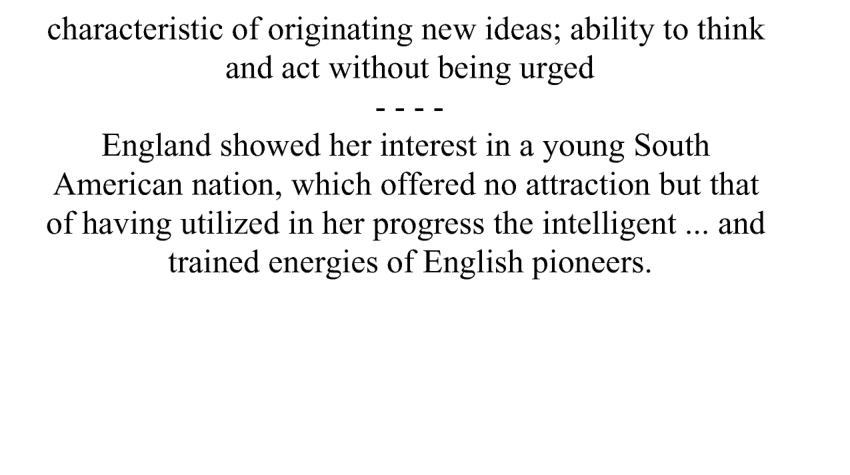 characteristic of originating new ideas; ability to think
and act without being urged
- - - -
England showed her interest in a young South
American nation, which offered no attraction but that
of having utilized in her progress the intelligent ... and
trained energies of English pioneers.